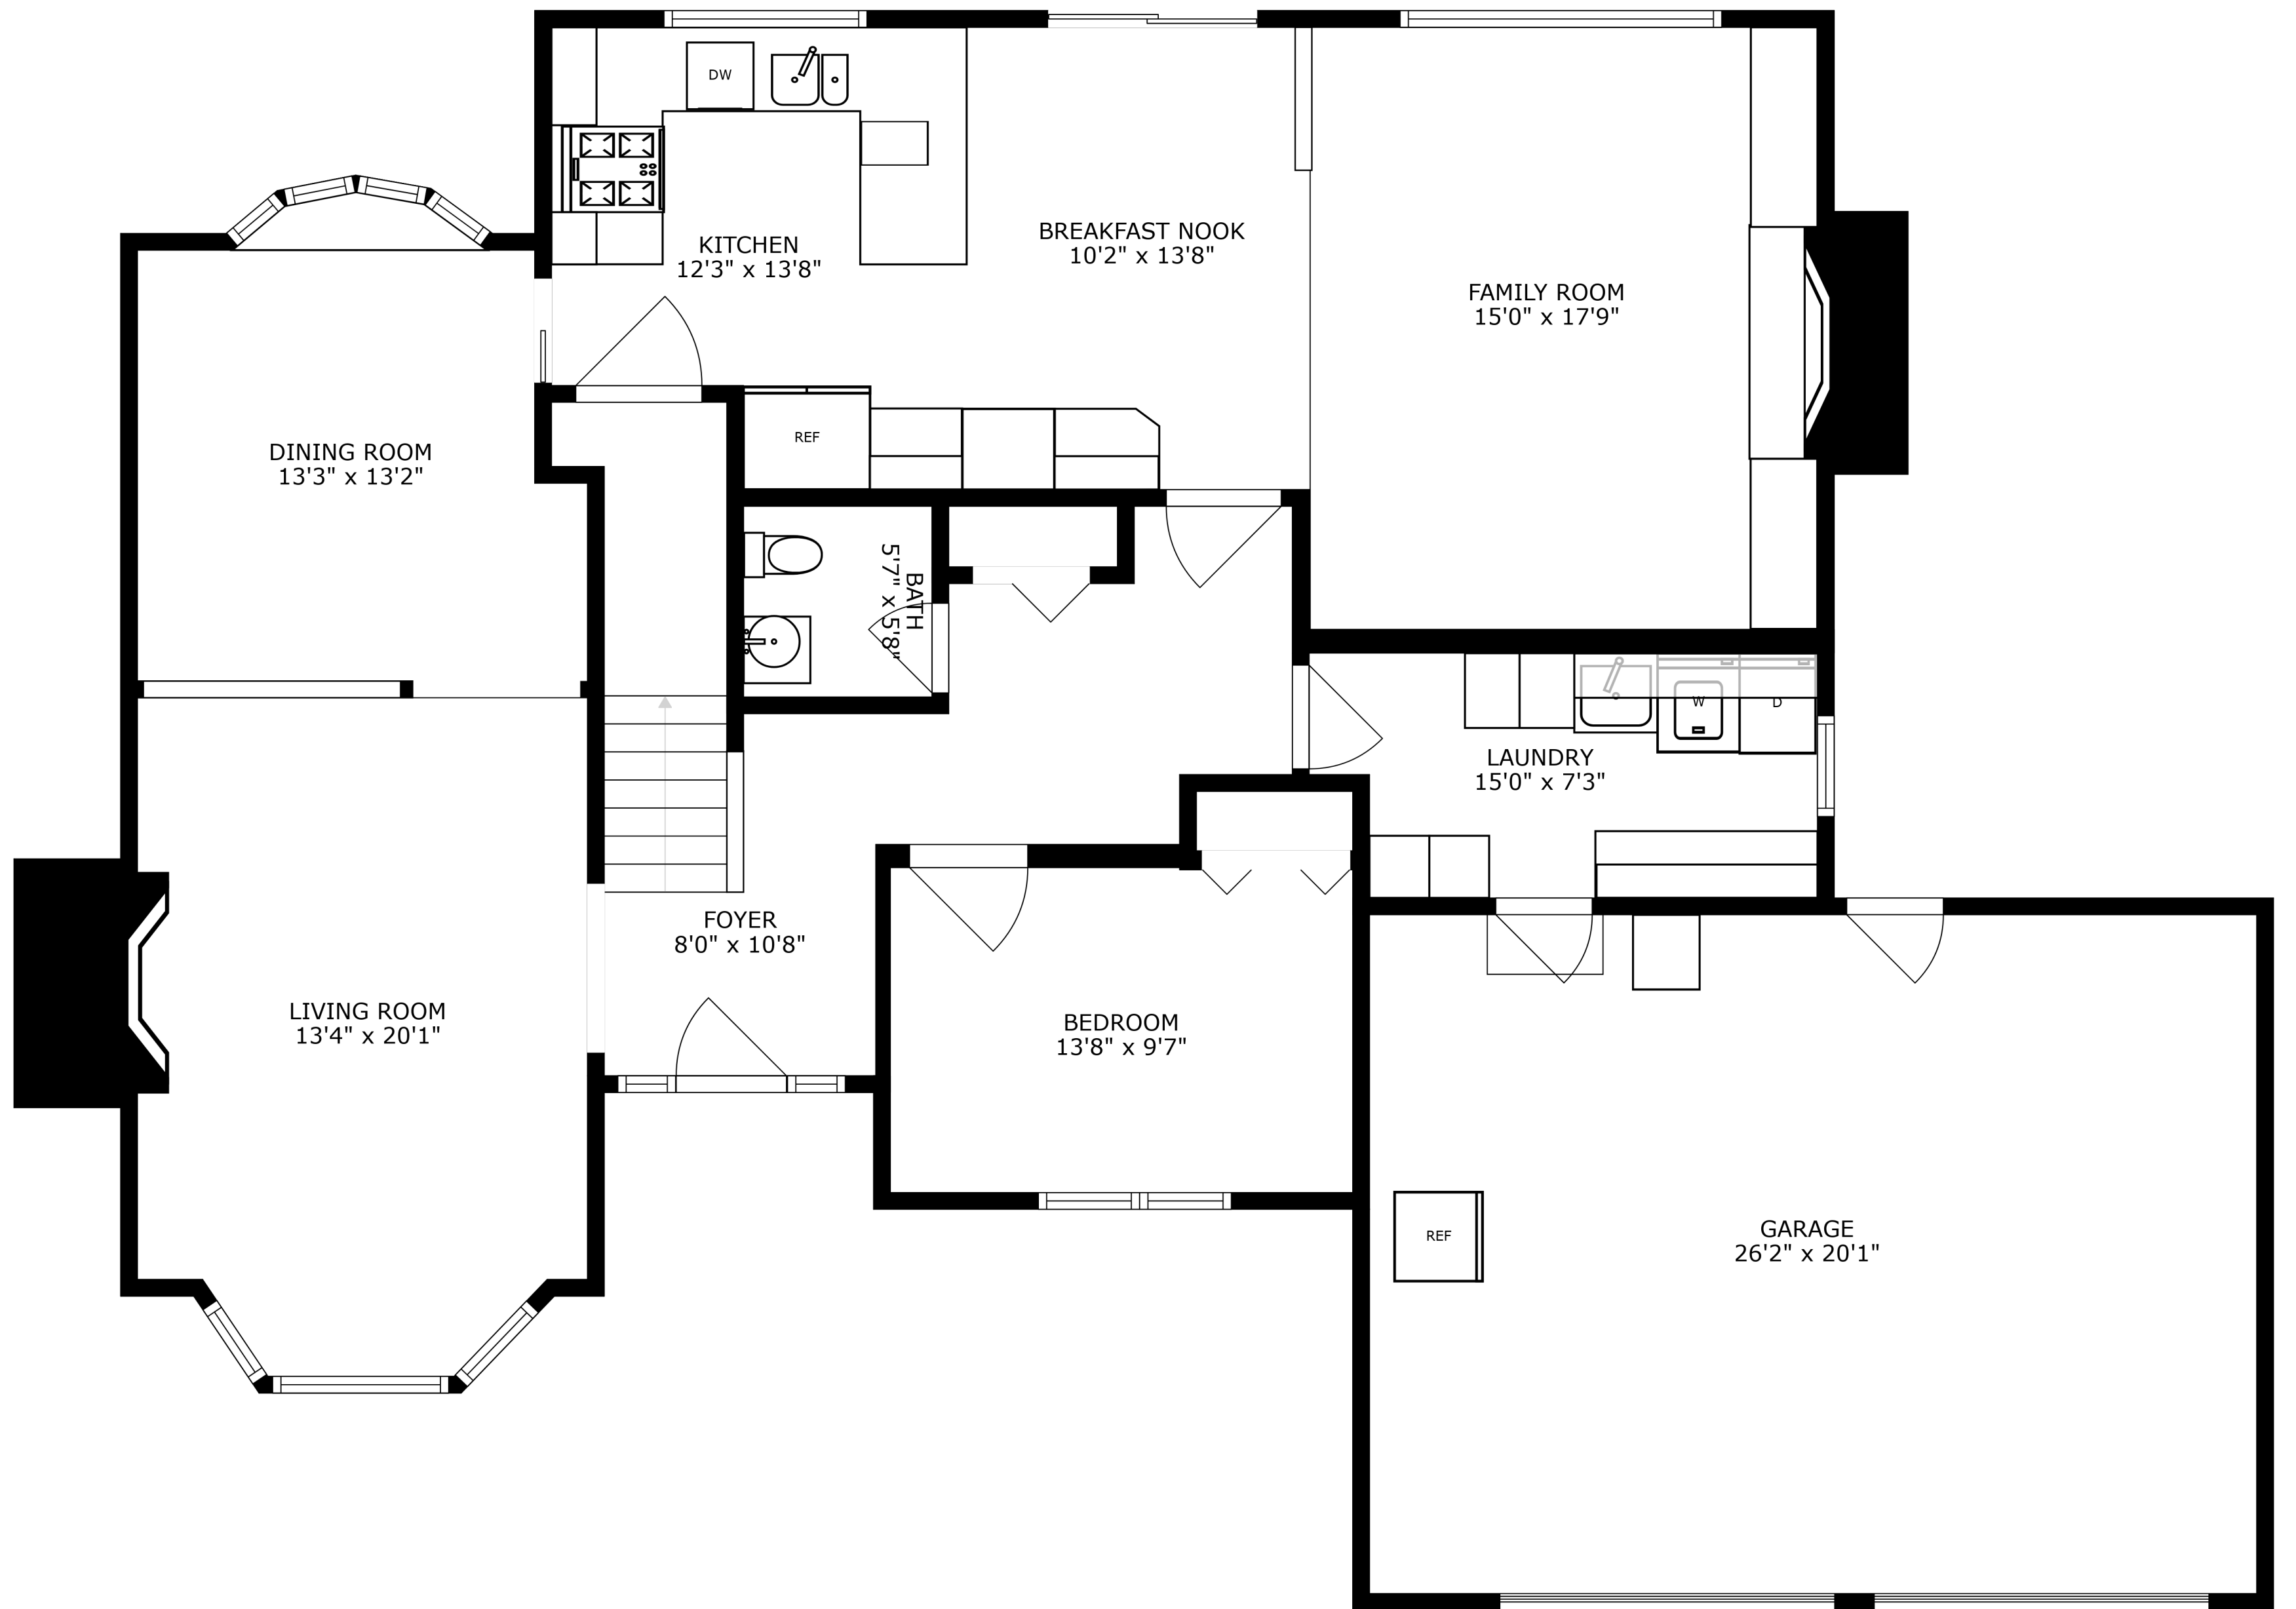 DW
BREAKFAST NOOK
10'2" x 13'8"
KITCHEN
12'3" x 13'8"
FAMILY ROOM
15'0" x 17'9"
REF
DINING ROOM
13'3" x 13'2"
BATH
5'7" x 5'8"
W
D
LAUNDRY
15'0" x 7'3"
FOYER
8'0" x 10'8"
LIVING ROOM
13'4" x 20'1"
BEDROOM
13'8" x 9'7"
REF
GARAGE
26'2" x 20'1"